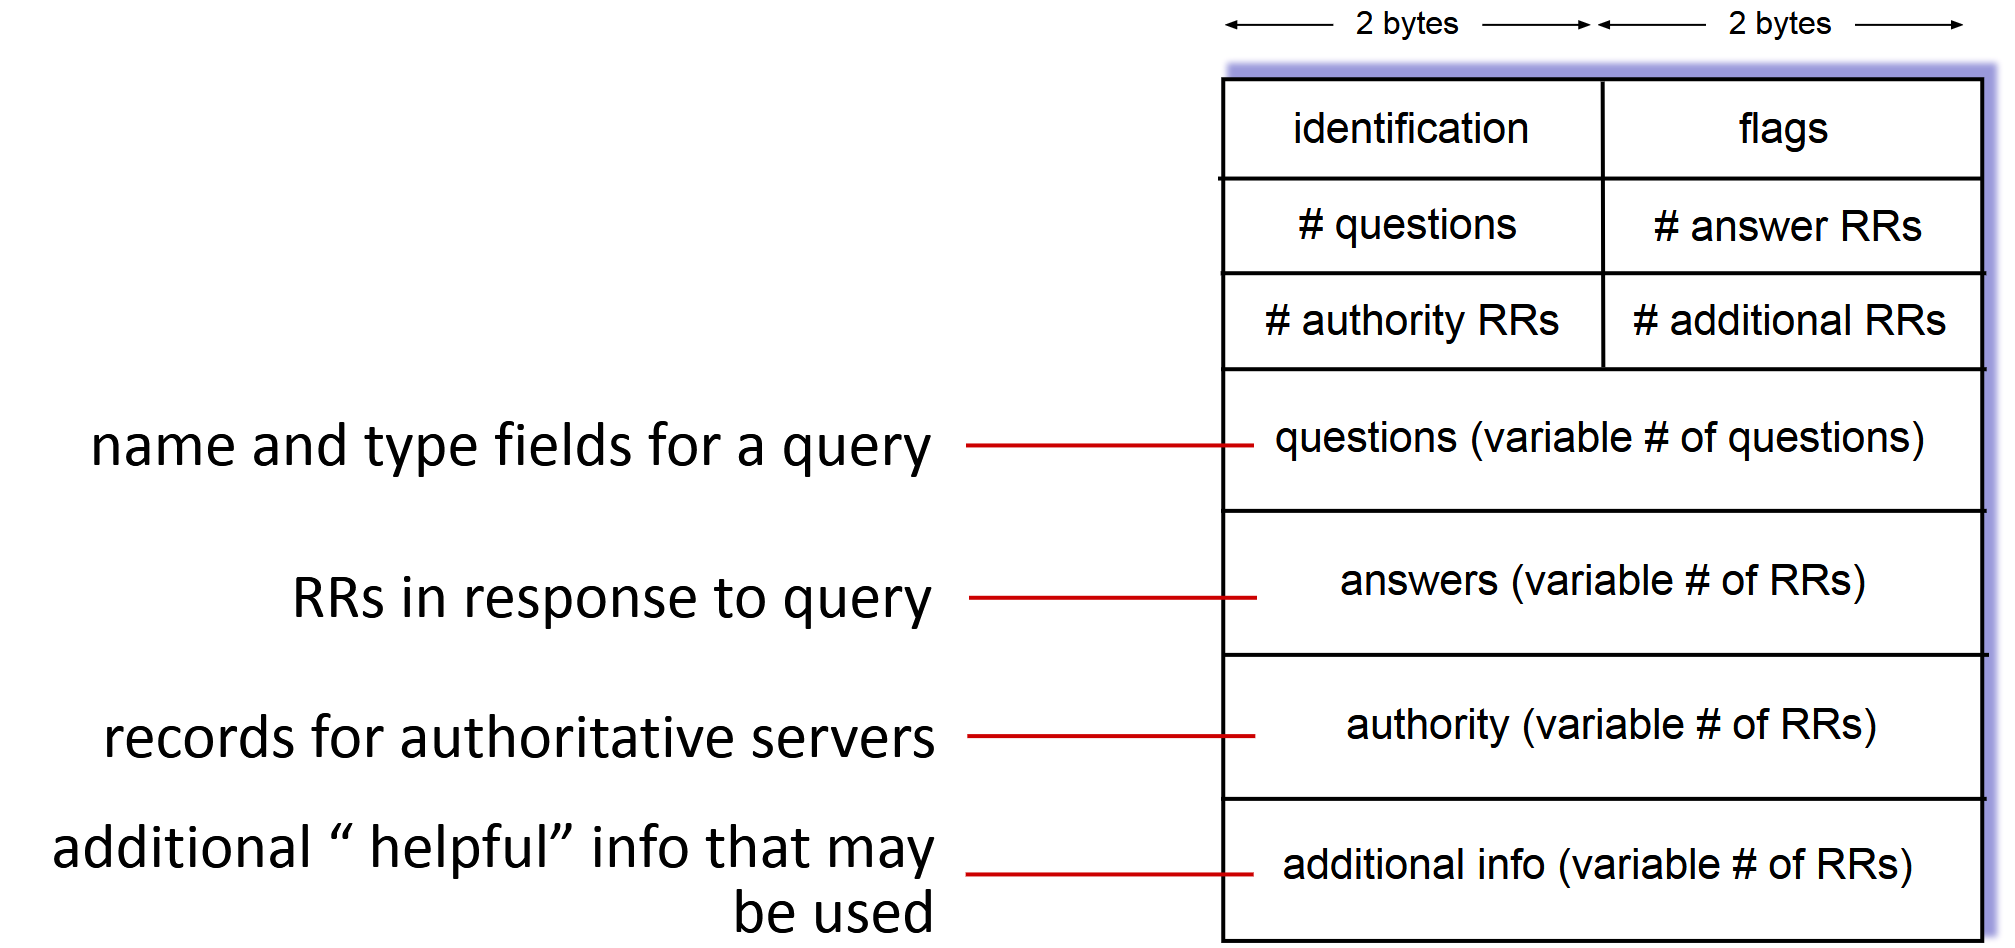 2 bytes 2 bytes
identification flags
# questions # answer RRs
# authority RRs # additional RRs
name and type fields for a query questions (variable # of questions)
RRs in response to query answers (variable # of RRs)
records for authoritative servers authority (variable # of RRs)
additional “ helpful” info that may
be used
additional info (variable # of RRs)